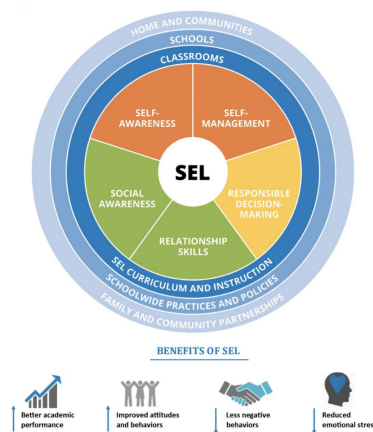 HOME AND COMMUNITIES
SCHOOLS
CLASSROOMS
SELF-
AWARENESS
SELF-
MANAGEMENT
SEL
SOCIAL
AWARENESS
RESPONSIBLE
DECISION-
MAKING
RELATIONSHIP
SKILLS
SEL CURRICULUM AND INSTRUCTION
SCHOOLWIDE PRACTICES AND POLICIES
FAMILY AND COMMUNITY PARTNERSHIPS
BENEFITS OF SEL
Better academic
performance
Improved attitudes
and behaviors
Less negative
behaviors
Reduced
emotional stres